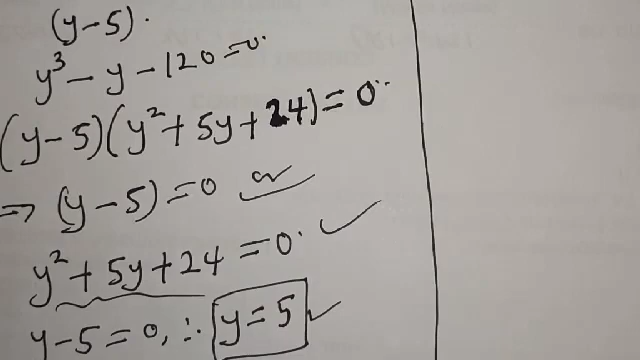 (y-5).
y³ - y - 120 = 0.
(y-5)(y² + 5y + 24) = 0.
⇒ (y-5) = 0 or
y² + 5y + 24 = 0. ✓
y-5 = 0, ∴ y = 5 ✓